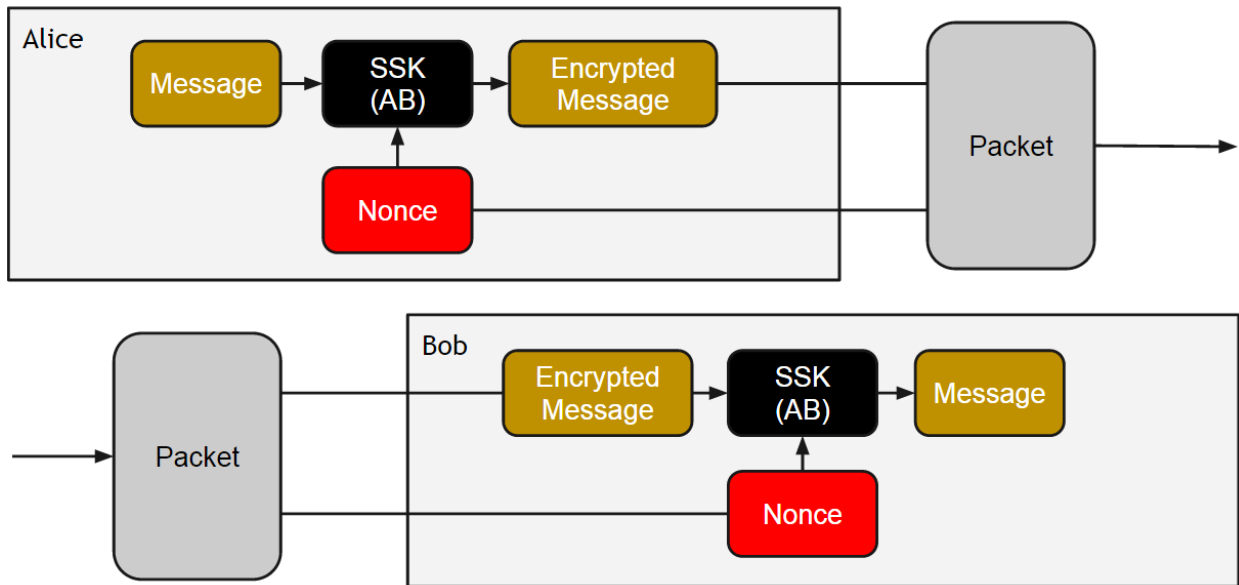 Alice
Message
SSK
(AB)
Encrypted
Message
Packet
Nonce
Bob
Packet
Encrypted
Message
SSK
(AB)
Message
Nonce